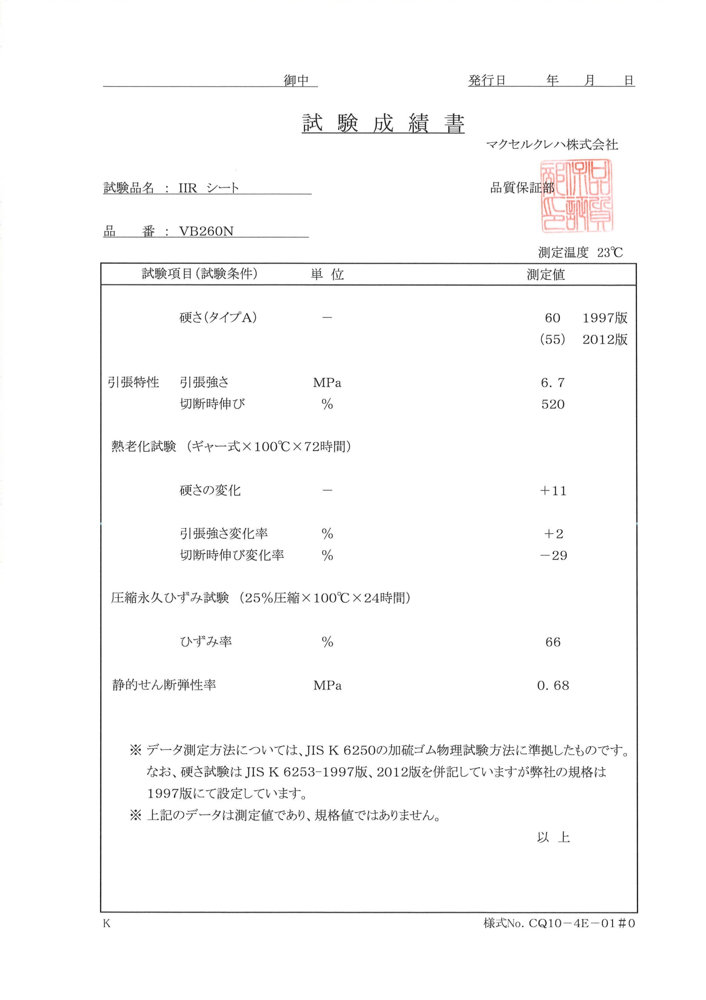 御中
発行日 年 月 日
試験成績書
マクセルクレハ株式会社
試験品名 : IIR シート
品質保証部
品質保証部印
品 番 : VB260N
測定温度 23℃
試験項目(試験条件) 単位 測定値
硬さ(タイプA) － 60 1997版
(55) 2012版
引張特性 引張強さ MPa 6.7
切断時伸び % 520
熱老化試験 (ギャー式×100℃×72時間)
硬さの変化 － +11
引張強さ変化率 % +2
切断時伸び変化率 % －29
圧縮永久ひずみ試験 (25%圧縮×100℃×24時間)
ひずみ率 % 66
静的せん断弾性率 MPa 0.68
※ データ測定方法については、JIS K 6250の加硫ゴム物理試験方法に準拠したものです。
なお、硬さ試験は JIS K 6253-1997版、2012版を併記していますが弊社の規格は
1997版にて設定しています。
※ 上記のデータは測定値であり、規格値ではありません。
以 上
K 様式No. CQ10－4E－01#0